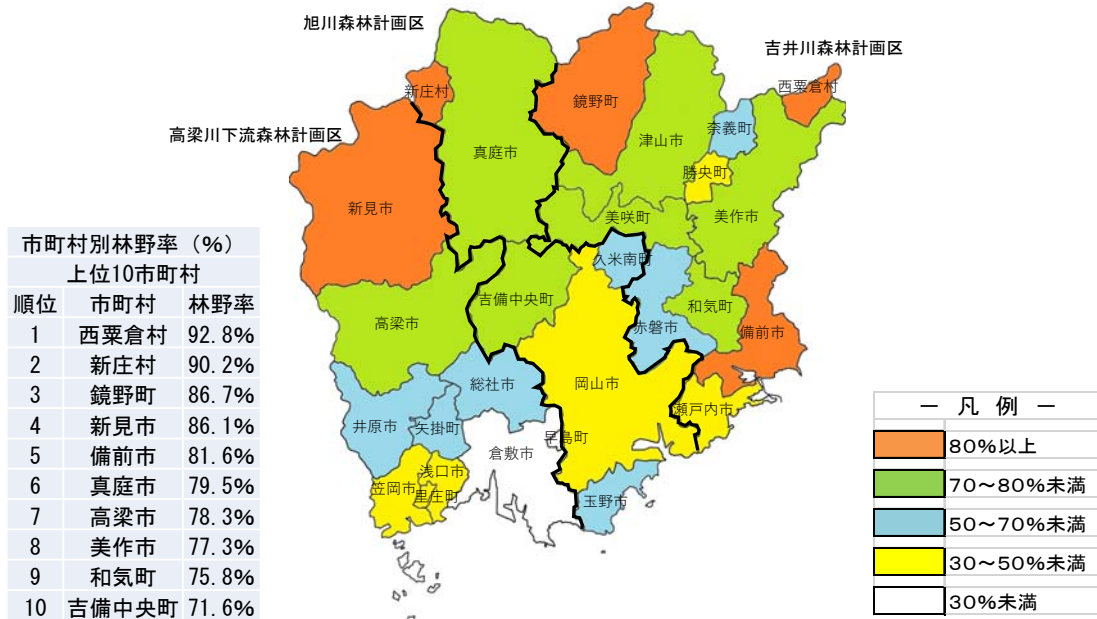 旭川森林計画区
吉井川森林計画区
高梁川下流森林計画区
西粟倉村
新庄村
鏡野町
奈義町
津山市
真庭市
勝央町
新見市
美作市
美咲町
久米南町
吉備中央町
和気町
高梁市
赤磐市
備前市
総社市
岡山市
瀬戸内市
井原市
矢掛町
早島町
倉敷市
浅口市
笠岡市
里庄町
玉野市
市町村別林野率（%）
上位10市町村
順位 市町村 林野率
1 西粟倉村 92.8%
2 新庄村 90.2%
3 鏡野町 86.7%
4 新見市 86.1%
5 備前市 81.6%
6 真庭市 79.5%
7 高梁市 78.3%
8 美作市 77.3%
9 和気町 75.8%
10 吉備中央町 71.6%
－ 凡 例 －
80%以上
70～80%未満
50～70%未満
30～50%未満
30%未満